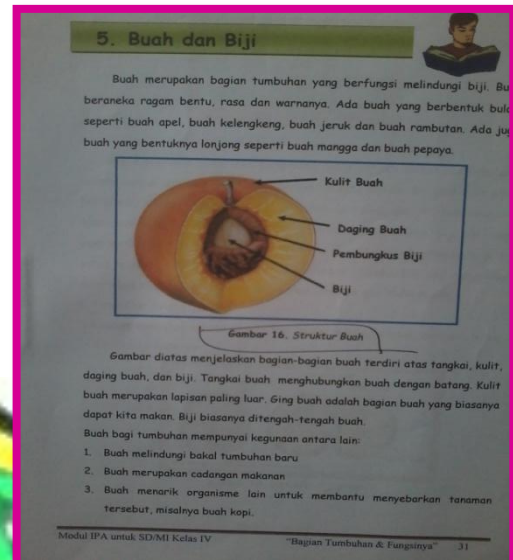 5. Buah dan Biji
Buah merupakan bagian tumbuhan yang berfungsi melindungi biji.
beraneka ragam bentu, rasa dan warnanya. Ada buah yang berbentuk
seperti buah apel, buah kelengkeng, buah jeruk dan buah rambutan. Ada
buah yang bentuknya lonjong seperti buah mangga dan buah pepaya.
Kulit Buah
Daging Buah
Pembungkus Biji
Biji
Gambar 16. Struktur Buah
Gambar diatas menjelaskan bagian-bagian buah terdiri atas tangkai, kulit,
daging buah, dan biji. Tangkai buah menghubungkan buah dengan batang. Kulit
buah merupakan lapisan paling luar. Ging buah adalah bagian buah yang biasanya
dapat kita makan. Biji biasanya ditengah-tengah buah.
Buah bagi tumbuhan mempunyai kegunaan antara lain:
1. Buah melindungi bakal tumbuhan baru
2. Buah merupakan cadangan makanan
3. Buah menarik organisme lain untuk membantu menyebarkan tanaman
tersebut, misalnya buah kopi.
Modul IPA untuk SD/MI Kelas IV "Bagian Tumbuhan & Fungsinya" 31